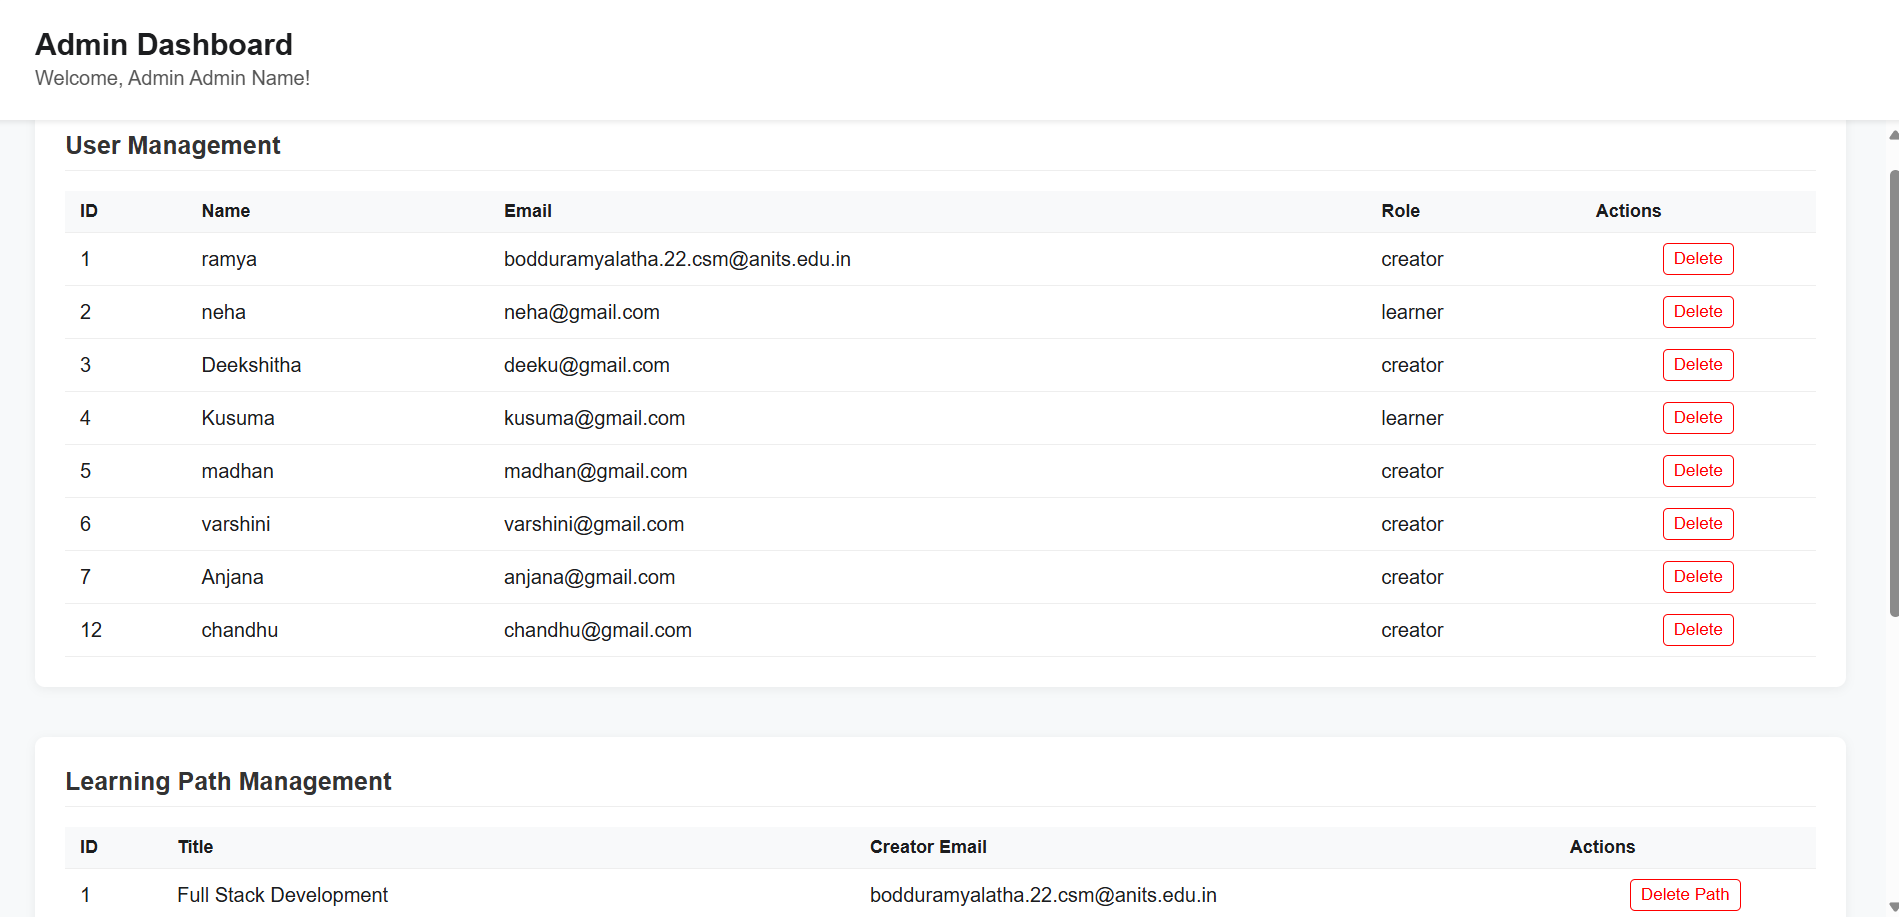 Admin Dashboard
Welcome, Admin Admin Name!
User Management
ID Name Email Role Actions
1 ramya bodduramyalatha.22.csm@anits.edu.in creator Delete
2 neha neha@gmail.com learner Delete
3 Deekshitha deeku@gmail.com creator Delete
4 Kusuma kusuma@gmail.com learner Delete
5 madhan madhan@gmail.com creator Delete
6 varshini varshini@gmail.com creator Delete
7 Anjana anjana@gmail.com creator Delete
12 chandhu chandhu@gmail.com creator Delete
Learning Path Management
ID Title Creator Email Actions
1 Full Stack Development bodduramyalatha.22.csm@anits.edu.in Delete Path